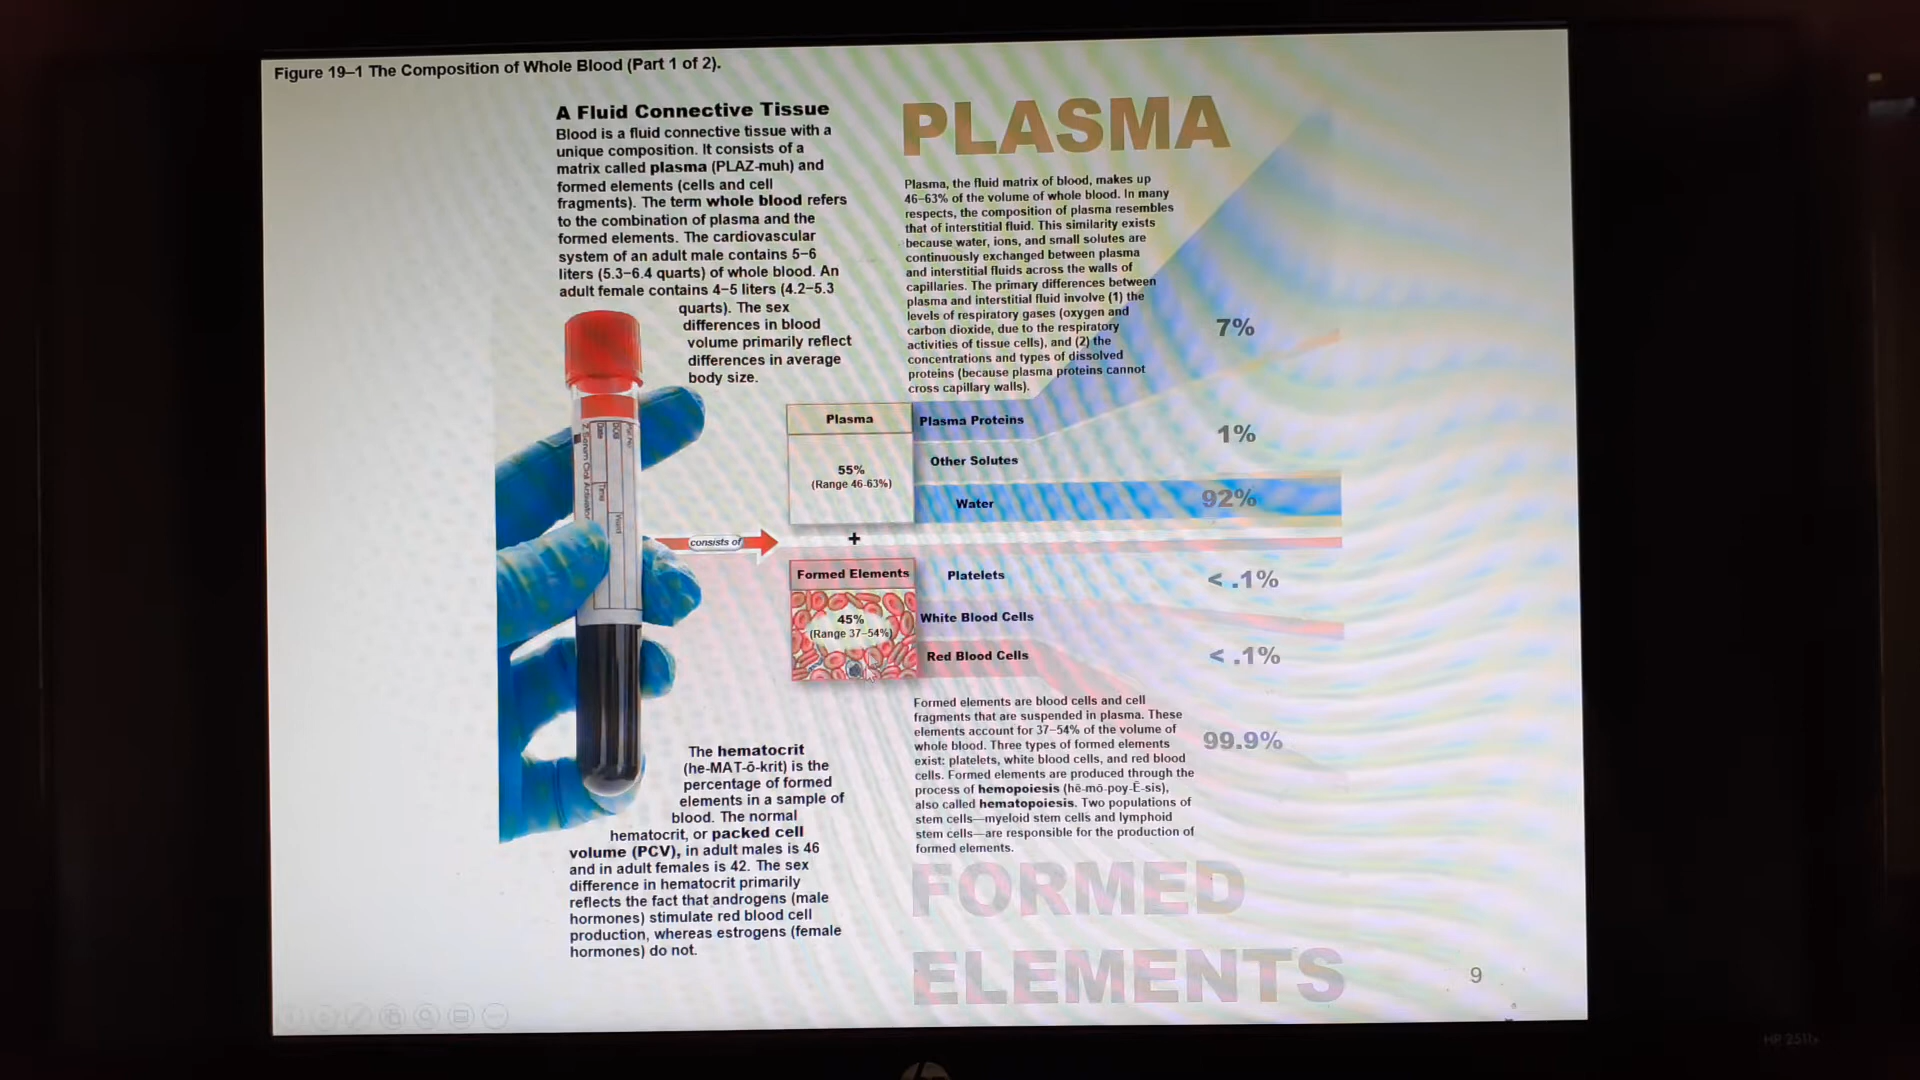 Figure 19–1 The Composition of Whole Blood (Part 1 of 2).
A Fluid Connective Tissue
Blood is a fluid connective tissue with a
unique composition. It consists of a
matrix called plasma (PLAZ-muh) and
formed elements (cells and cell
fragments). The term whole blood refers
to the combination of plasma and the
formed elements. The cardiovascular
system of an adult male contains 5–6
liters (5.3–6.4 quarts) of whole blood. An
adult female contains 4–5 liters (4.2–5.3
quarts). The sex
differences in blood
volume primarily reflect
differences in average
body size.
PLASMA
Plasma, the fluid matrix of blood, makes up
46–63% of the volume of whole blood. In many
respects, the composition of plasma resembles
that of interstitial fluid. This similarity exists
because water, ions, and small solutes are
continuously exchanged between plasma
and interstitial fluids across the walls of
capillaries. The primary differences between
plasma and interstitial fluid involve (1) the
levels of respiratory gases (oxygen and
carbon dioxide, due to the respiratory
activities of tissue cells), and (2) the
concentrations and types of dissolved
proteins (because plasma proteins cannot
cross capillary walls).
7%
Plasma
Plasma Proteins
1%
Other Solutes
55%
(Range 46-63%)
Water
92%
consists of
+
Formed Elements
Platelets
< .1%
45%
(Range 37–54%)
White Blood Cells
Red Blood Cells
< .1%
Formed elements are blood cells and cell
fragments that are suspended in plasma. These
elements account for 37–54% of the volume of
whole blood. Three types of formed elements
exist: platelets, white blood cells, and red blood
cells. Formed elements are produced through the
process of hemopoiesis (hē-mō-poy-Ē-sis),
also called hematopoiesis. Two populations of
stem cells—myeloid stem cells and lymphoid
stem cells—are responsible for the production of
formed elements.
99.9%
The hematocrit
(he-MAT-ō-krit) is the
percentage of formed
elements in a sample of
blood. The normal
hematocrit, or packed cell
volume (PCV), in adult males is 46
and in adult females is 42. The sex
difference in hematocrit primarily
reflects the fact that androgens (male
hormones) stimulate red blood cell
production, whereas estrogens (female
hormones) do not.
FORMED
ELEMENTS
9
Date
DOB
Time
Z Serum Clot Activator
hp